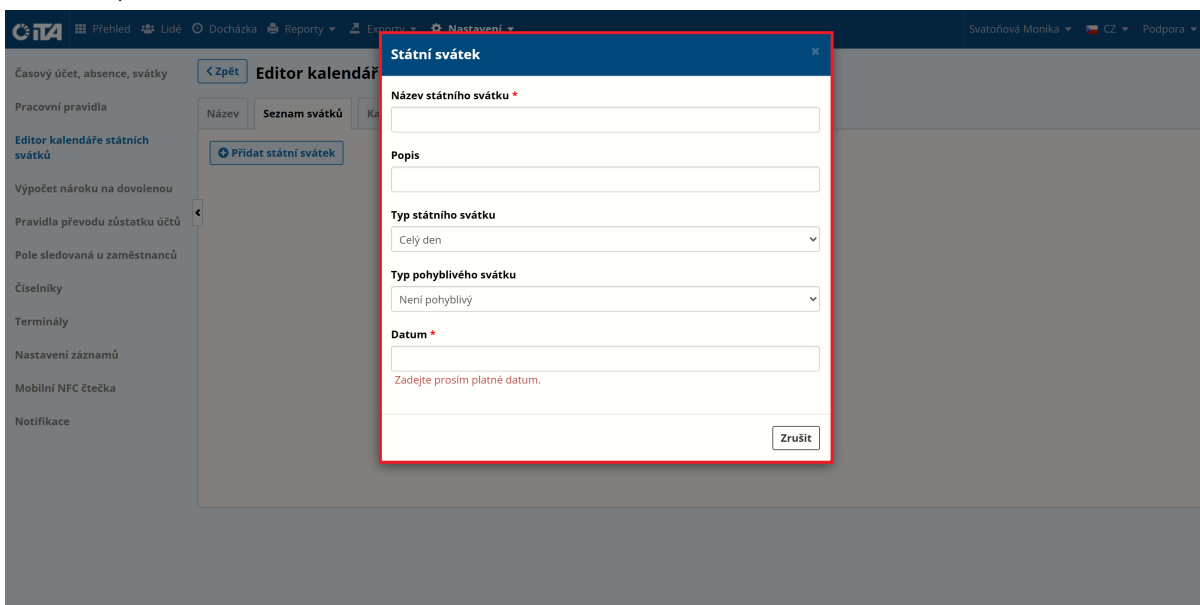 iTA Přehled Lidé Docházka Reporty Exporty Nastavení Svatoňová Monika CZ Podpora
Časový účet, absence, svátky
Pracovní pravidla
Editor kalendáře státních
svátků
Výpočet nároku na dovolenou
Pravidla převodu zůstatku účtů
Pole sledovaná u zaměstnanců
Číselníky
Terminály
Nastavení záznamů
Mobilní NFC čtečka
Notifikace
Zpět Editor kalendář
Název Seznam svátků Ka
Přidat státní svátek
Státní svátek ×
Název státního svátku *
Popis
Typ státního svátku
Celý den
Typ pohyblivého svátku
Není pohyblivý
Datum *
Zadejte prosím platné datum.
Zrušit